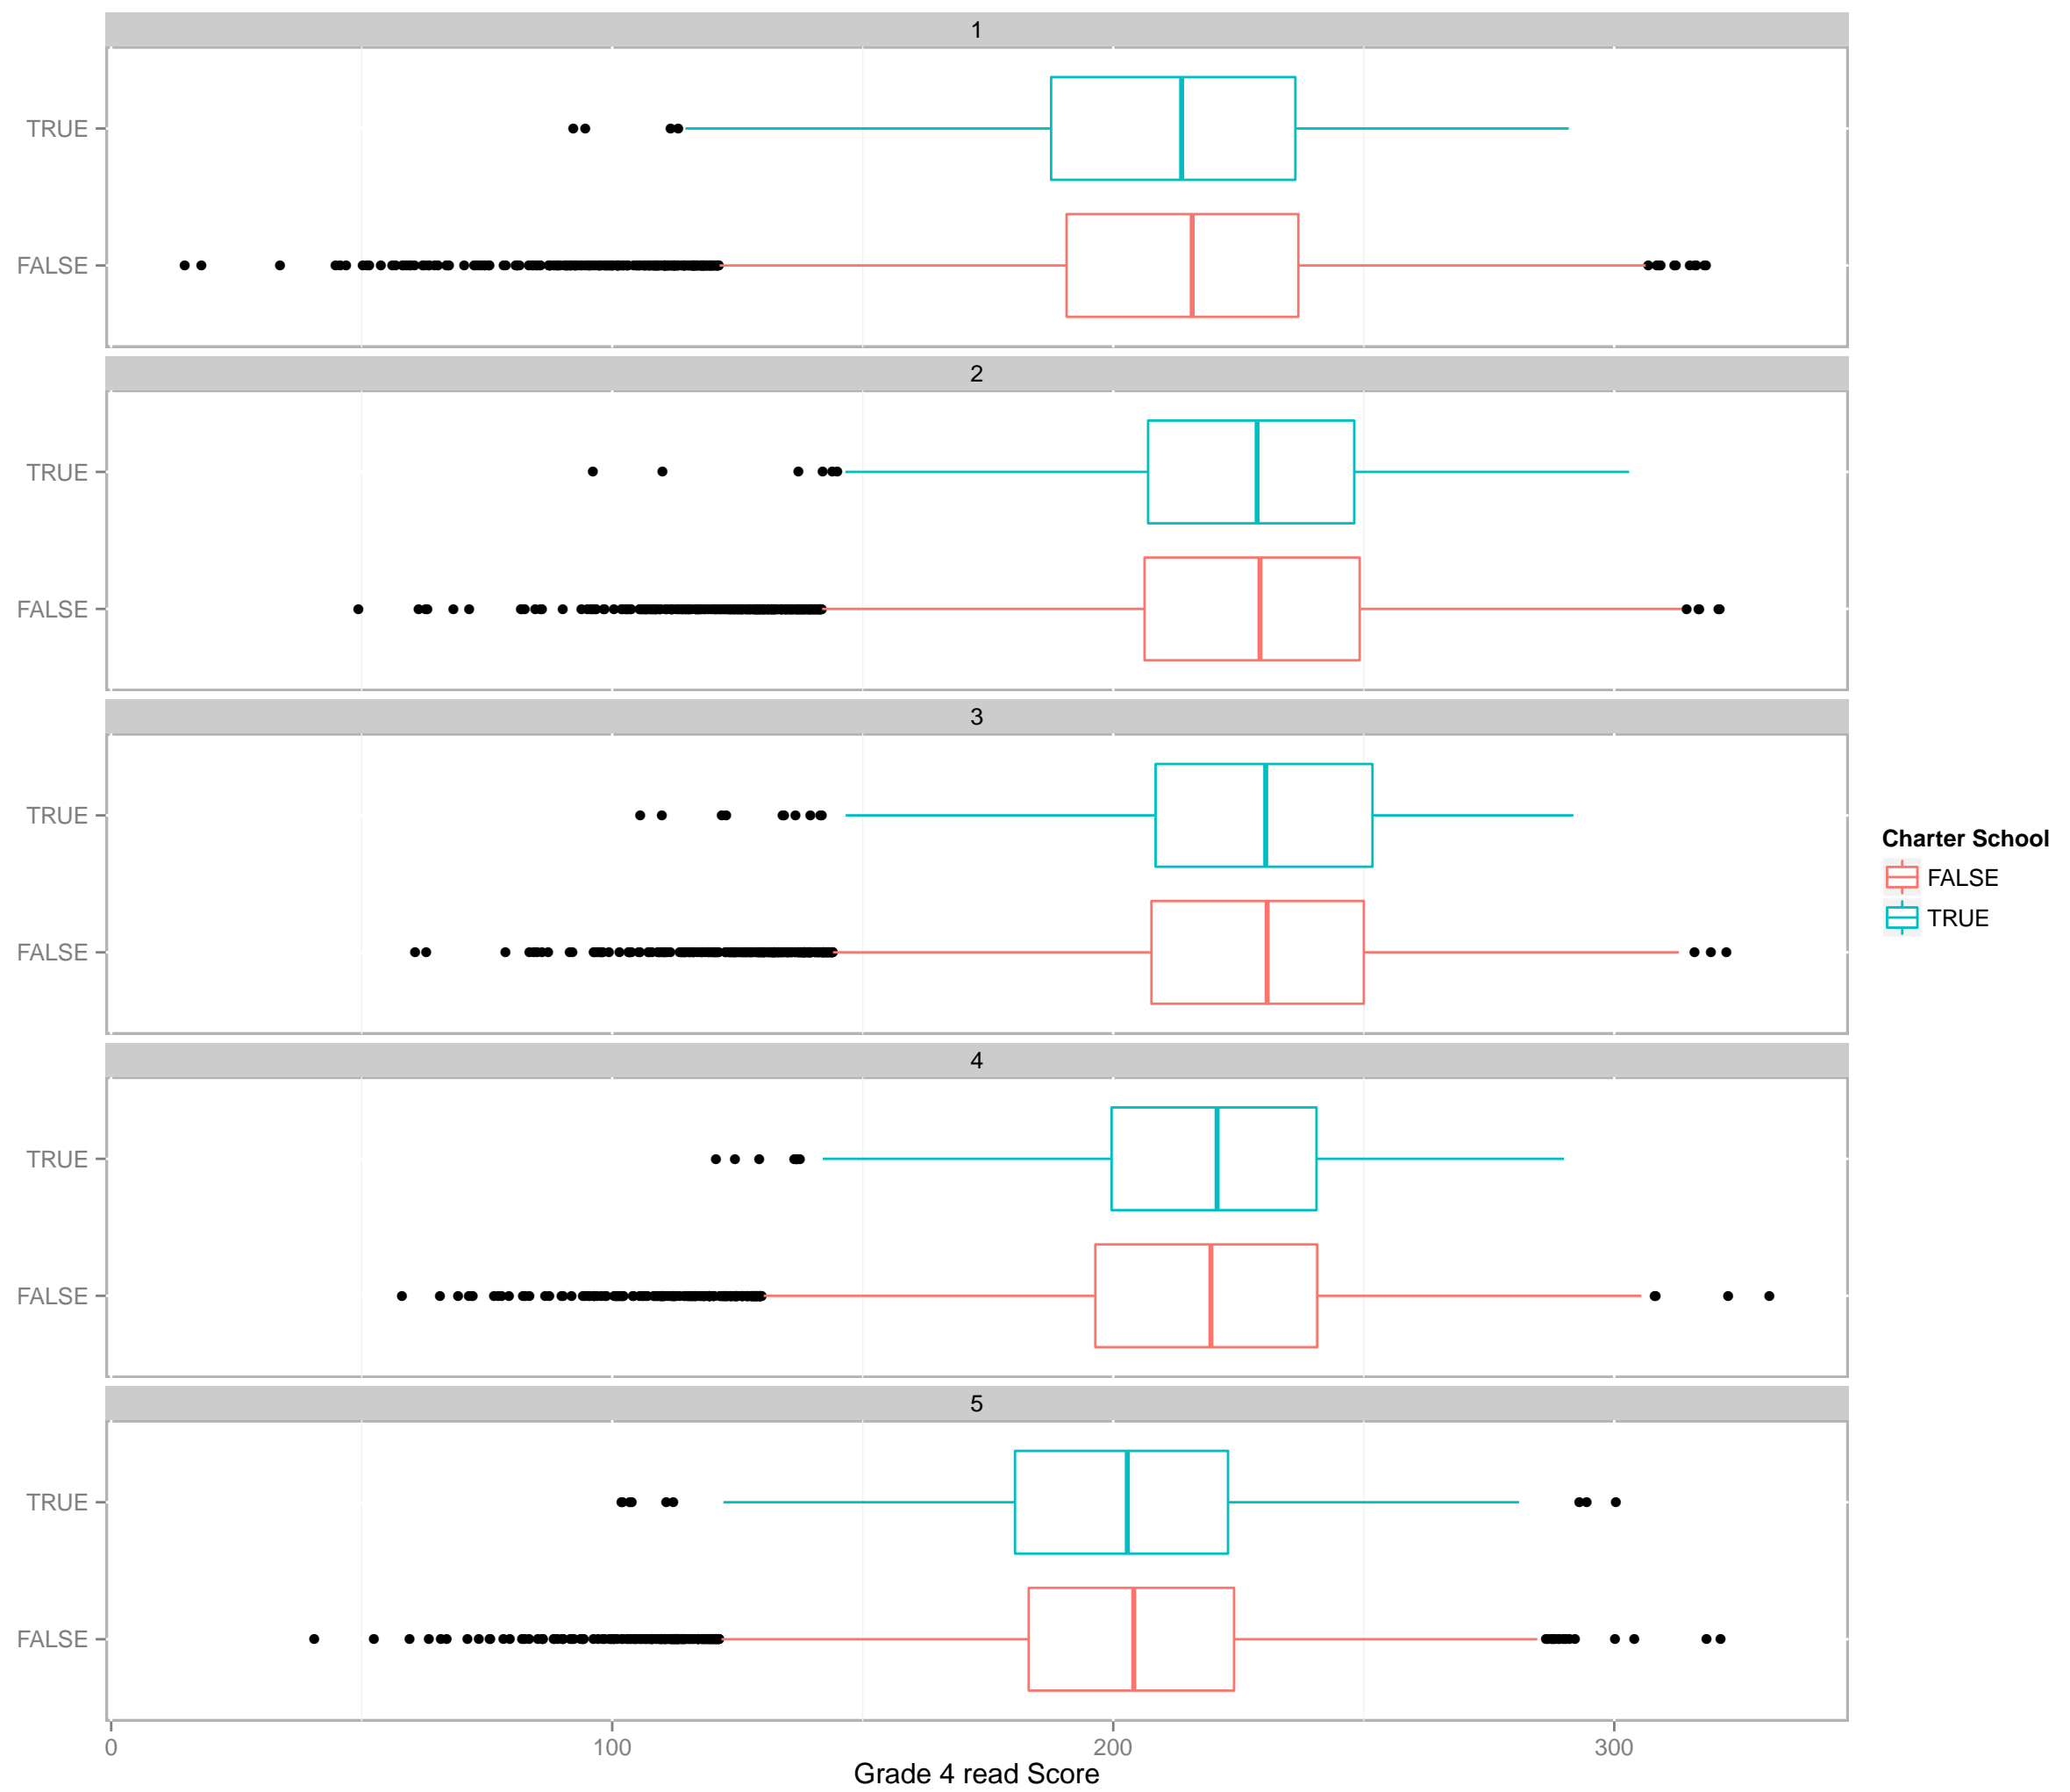 1
TRUE
FALSE
2
TRUE
FALSE
3
TRUE
FALSE
4
TRUE
FALSE
5
TRUE
FALSE
0 100 200 300
Grade 4 read Score
Charter School
FALSE
TRUE